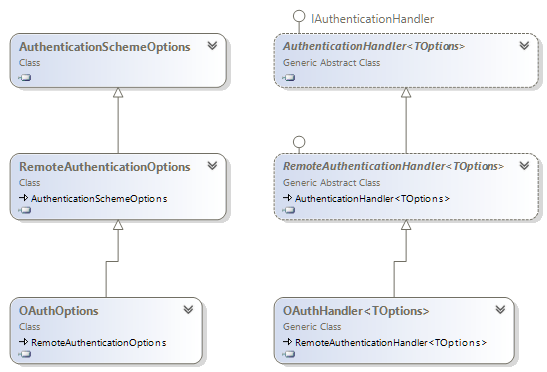 IAuthenticationHandler
AuthenticationSchemeOptions
Class
AuthenticationHandler<TOptions>
Generic Abstract Class
RemoteAuthenticationOptions
Class
AuthenticationSchemeOptions
RemoteAuthenticationHandler<TOptions>
Generic Abstract Class
AuthenticationHandler<TOptions>
OAuthOptions
Class
RemoteAuthenticationOptions
OAuthHandler<TOptions>
Generic Class
RemoteAuthenticationHandler<TOptions>